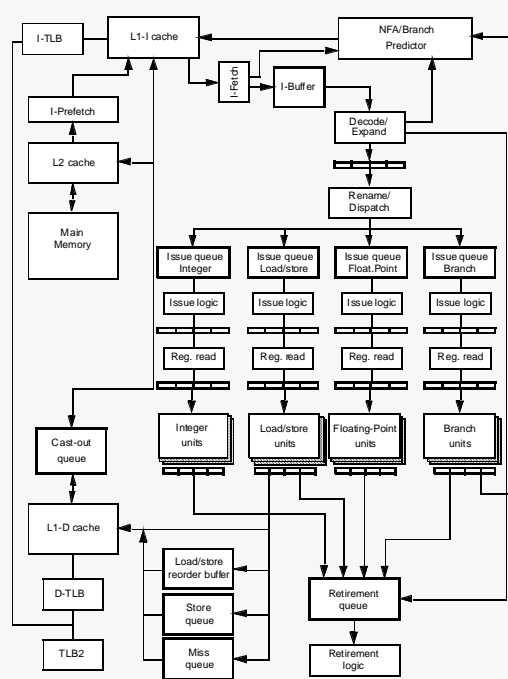 I-TLB
L1-I cache
NFA/Branch
Predictor
I-Fetch
I-Buffer
I-Prefetch
Decode/
Expand
L2 cache
Rename/
Dispatch
Main
Memory
Issue queue
Integer
Issue queue
Load/store
Issue queue
Float.Point
Issue queue
Branch
Issue logic
Issue logic
Issue logic
Issue logic
Reg. read
Reg. read
Reg. read
Reg. read
Integer
units
Load/store
units
Floating-Point
units
Branch
units
Cast-out
queue
L1-D cache
Load/store
reorder buffer
D-TLB
Store
queue
Retirement
queue
TLB2
Miss
queue
Retirement
logic